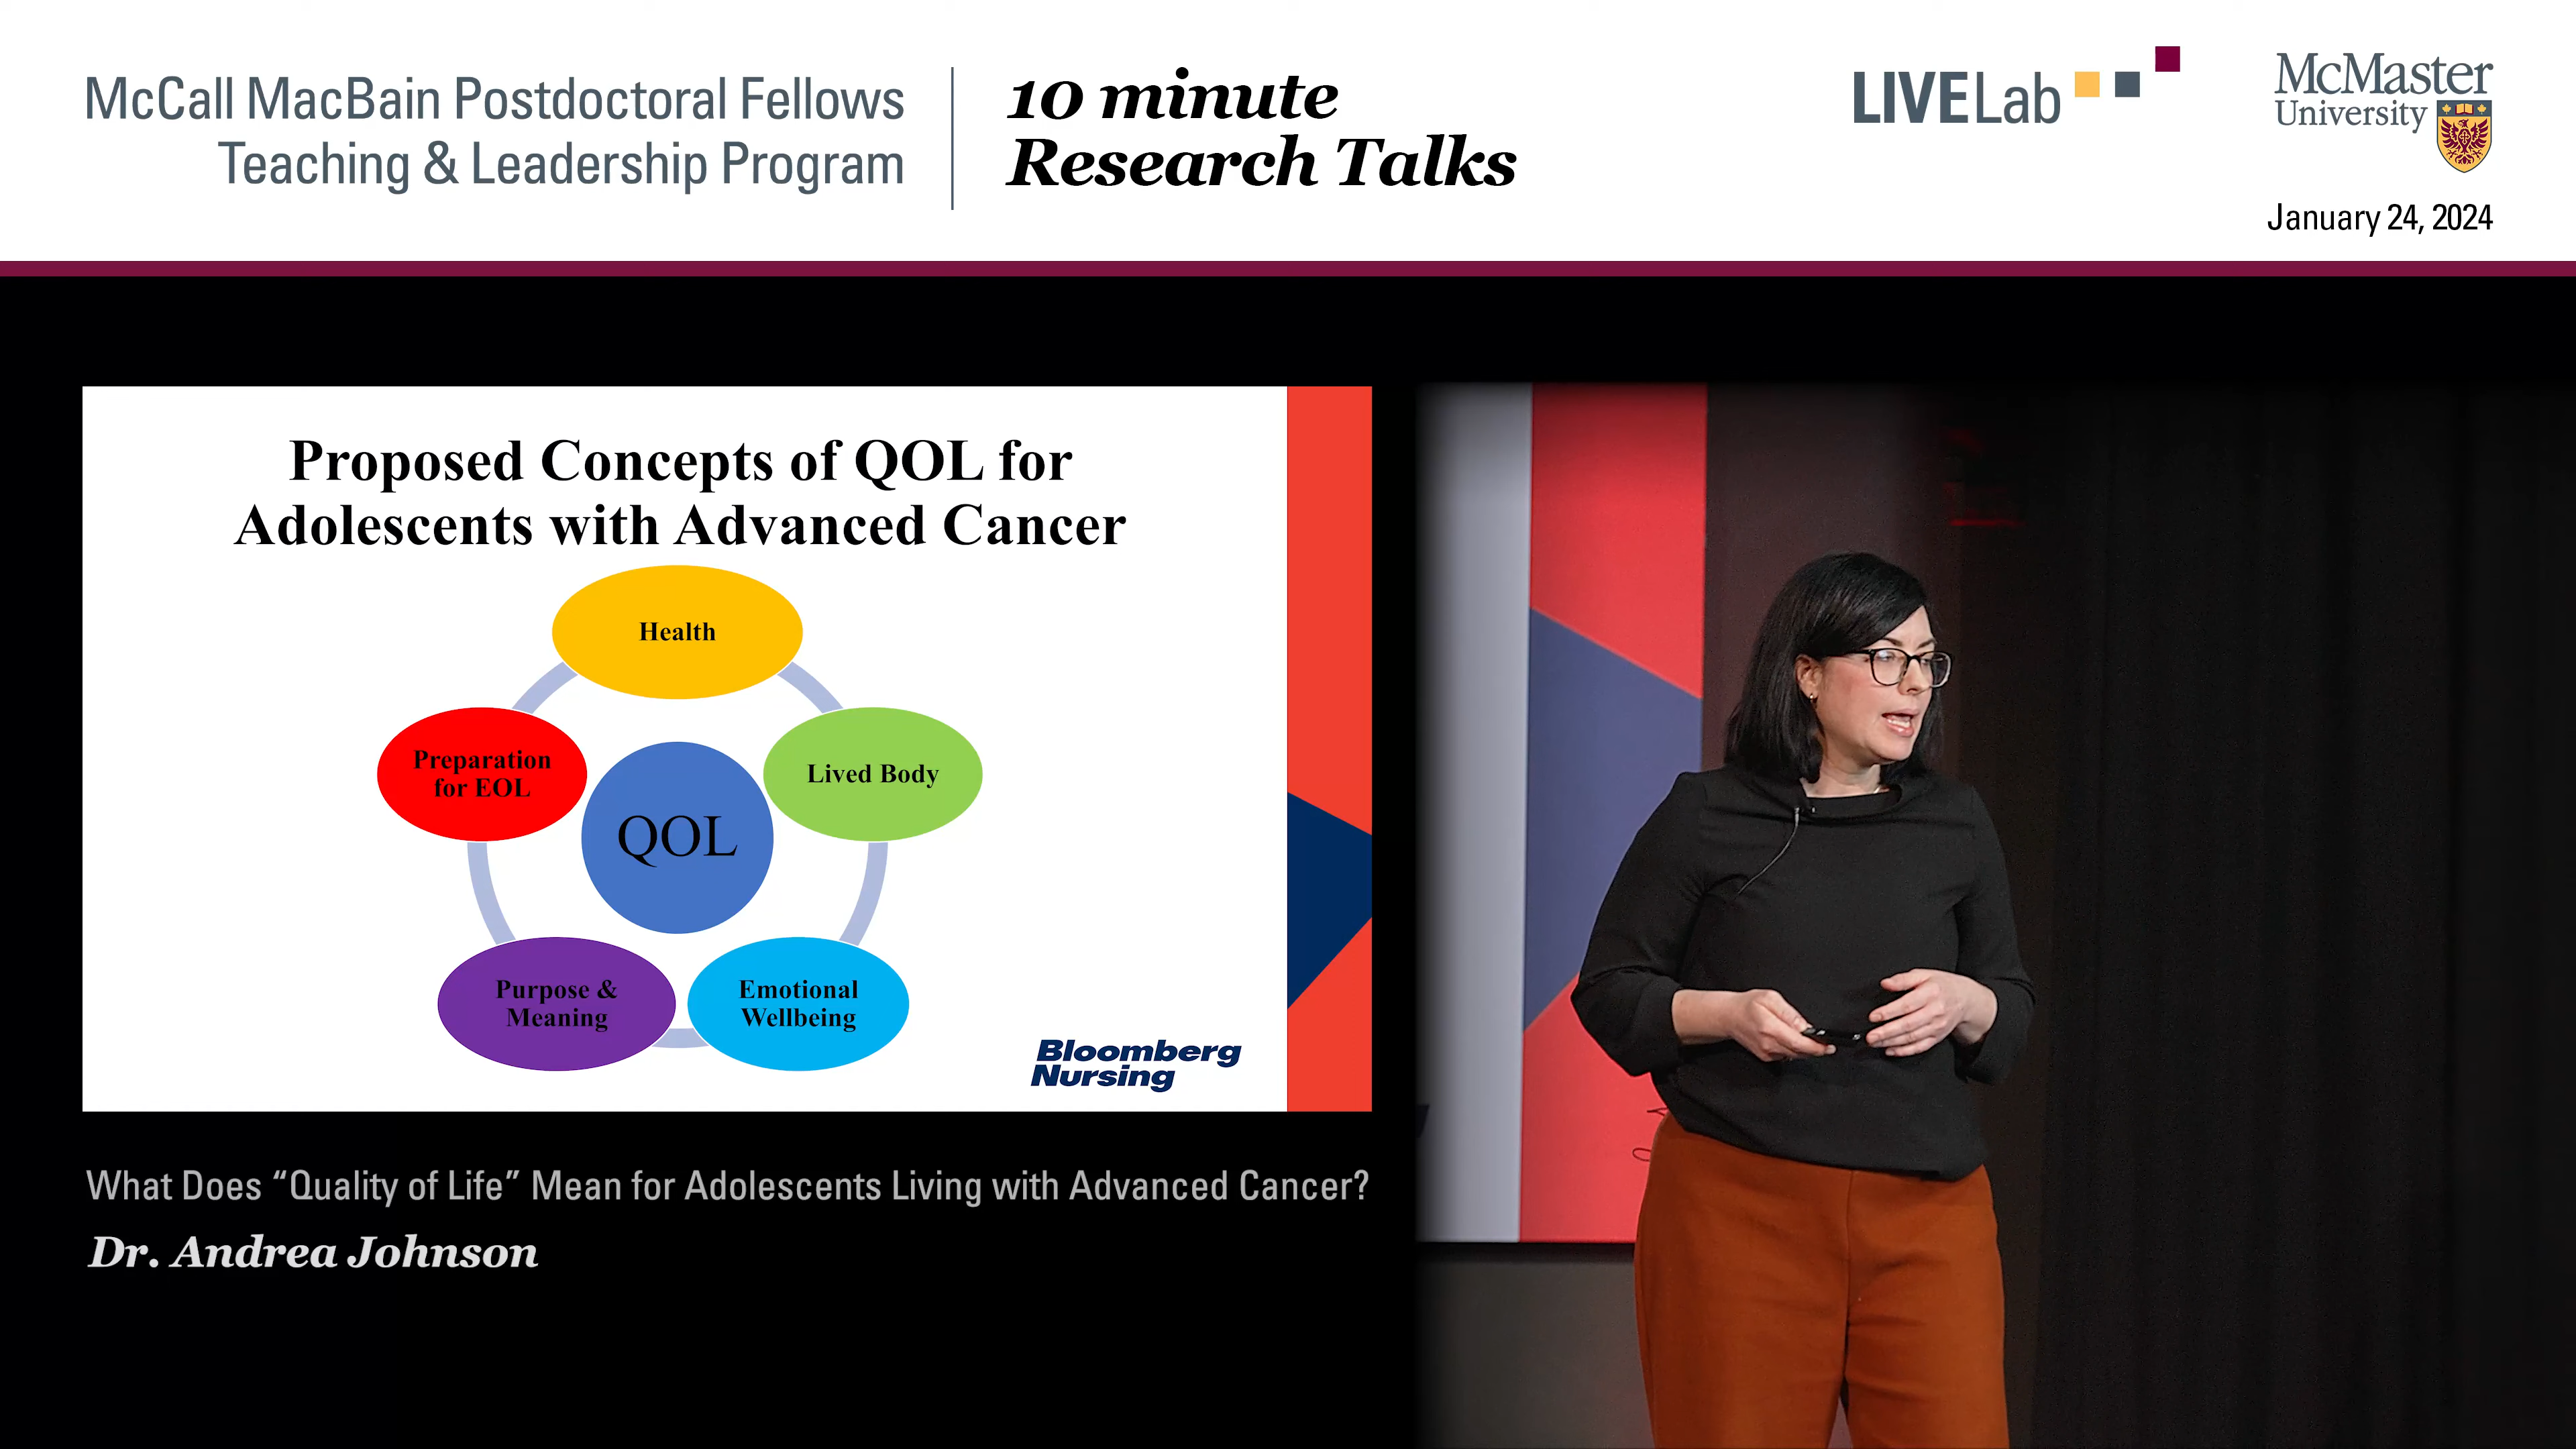 McCall MacBain Postdoctoral Fellows
Teaching & Leadership Program
10 minute
Research Talks
LIVELab
McMaster
University
January 24, 2024
Proposed Concepts of QOL for
Adolescents with Advanced Cancer
Health
Preparation
for EOL
Lived Body
QOL
Purpose &
Meaning
Emotional
Wellbeing
Bloomberg
Nursing
What Does “Quality of Life” Mean for Adolescents Living with Advanced Cancer?
Dr. Andrea Johnson